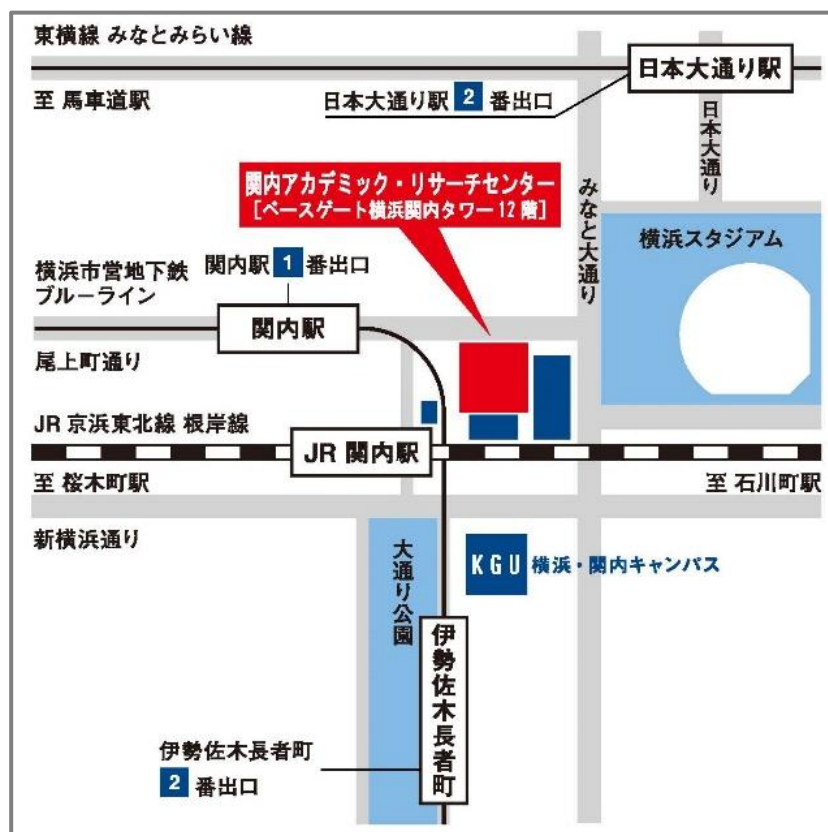 東横線 みなとみらい線
日本大通り駅
至 馬車道駅
日本大通り駅 2 番出口
日本大通り
関内アカデミック・リサーチセンター
[ベースゲート横浜関内タワー12階]
みなと大通り
横浜スタジアム
横浜市営地下鉄
ブルーライン
関内駅 1 番出口
関内駅
尾上町通り
JR 京浜東北線 根岸線
JR 関内駅
至 桜木町駅
至 石川町駅
新横浜通り
大通り公園
KGU 横浜・関内キャンパス
伊勢佐木長者町
伊勢佐木長者町
2 番出口